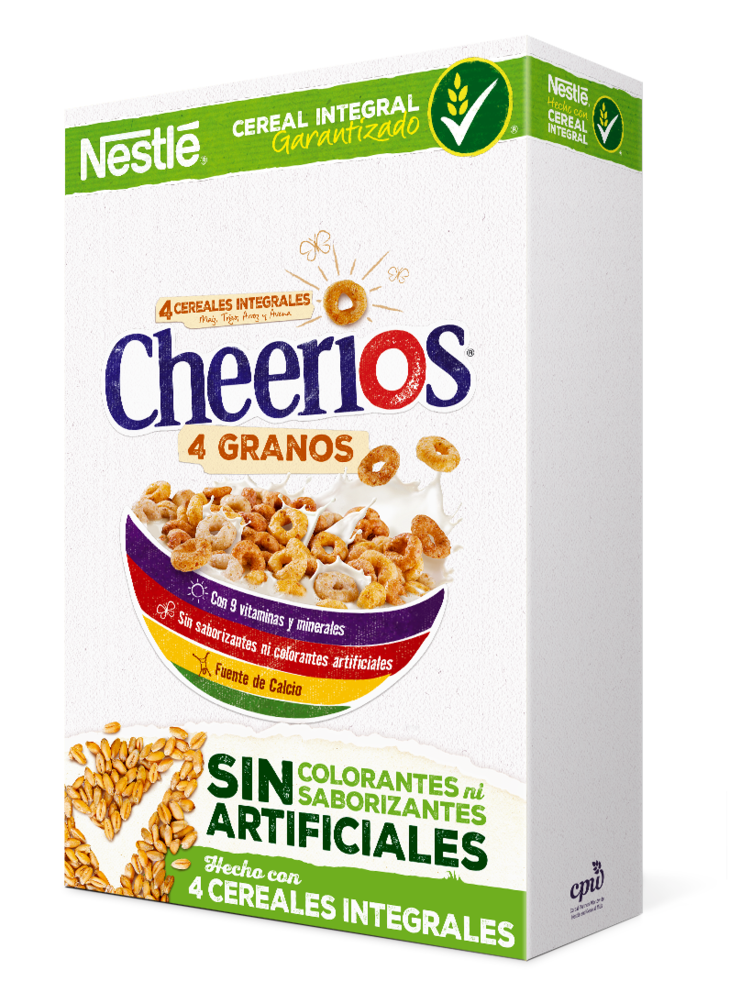 Nestlé®
CEREAL INTEGRAL
Garantizado
®
Nestlé®
Hecho con
CEREAL
INTEGRAL
4 CEREALES INTEGRALES
Maíz, Trigo, Arroz y Avena
Cheerios®
4 GRANOS
Con 9 vitaminas y minerales
Sin saborizantes ni colorantes artificiales
Fuente de Calcio
SIN COLORANTES ni
SABORIZANTES
ARTIFICIALES
Hecho con
4 CEREALES INTEGRALES
cpw